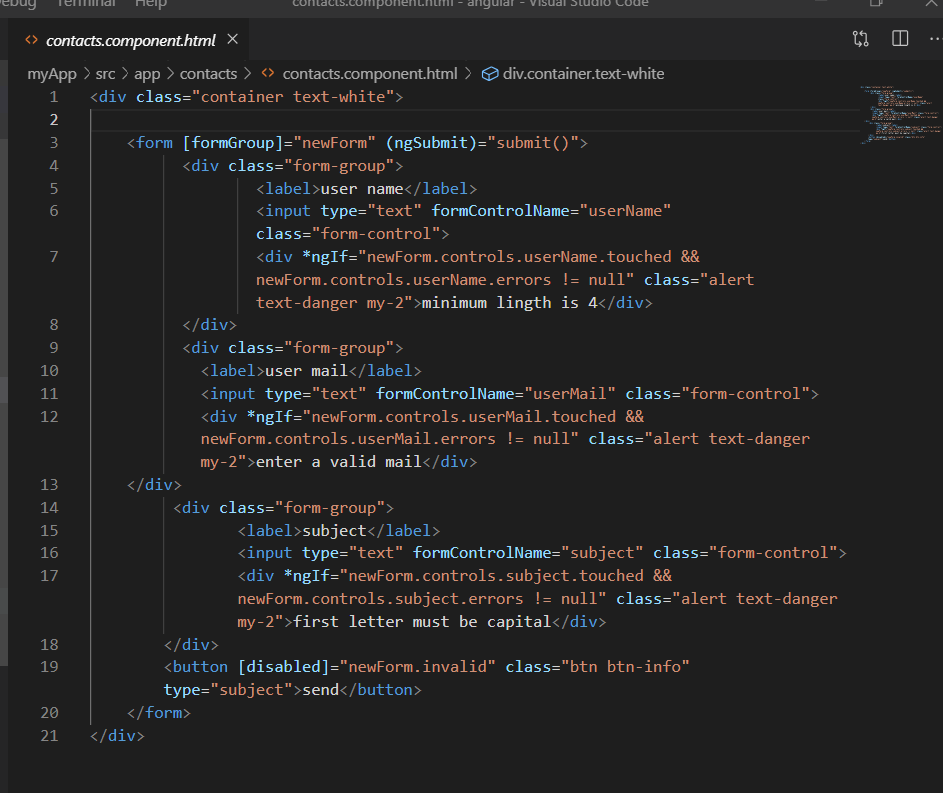 Terminal Help contacts.component.html - angular - Visual Studio Code
<> contacts.component.html ×
myApp > src > app > contacts > <> contacts.component.html > div.container.text-white
1 <div class="container text-white">
2
3 <form [formGroup]="newForm" (ngSubmit)="submit()">
4 <div class="form-group">
5 <label>user name</label>
6 <input type="text" formControlName="userName"
class="form-control">
7 <div *ngIf="newForm.controls.userName.touched &&
newForm.controls.userName.errors != null" class="alert
text-danger my-2">minimum lingth is 4</div>
8 </div>
9 <div class="form-group">
10 <label>user mail</label>
11 <input type="text" formControlName="userMail" class="form-control">
12 <div *ngIf="newForm.controls.userMail.touched &&
newForm.controls.userMail.errors != null" class="alert text-danger
my-2">enter a valid mail</div>
13 </div>
14 <div class="form-group">
15 <label>subject</label>
16 <input type="text" formControlName="subject" class="form-control">
17 <div *ngIf="newForm.controls.subject.touched &&
newForm.controls.subject.errors != null" class="alert text-danger
my-2">first letter must be capital</div>
18 </div>
19 <button [disabled]="newForm.invalid" class="btn btn-info"
type="subject">send</button>
20 </form>
21 </div>